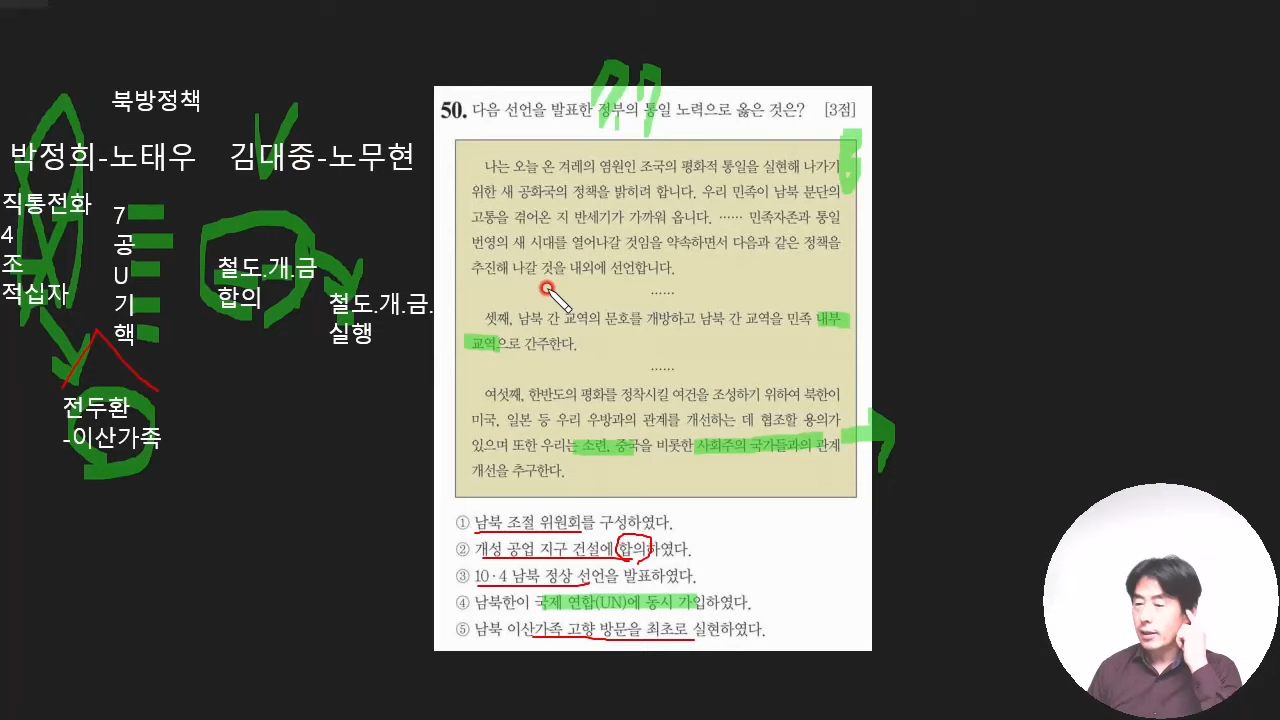 북방정책
박정희-노태우
김대중-노무현
직통전화
4
조
적십자
7
공
U
기
핵
전두환
-이산가족
철도.개.금
합의
철도.개.금.
실행
77
50. 다음 선언을 발표한 정부의 통일 노력으로 옳은 것은? [3점]
나는 오늘 온 겨레의 염원인 조국의 평화적 통일을 실현해 나가기
위한 새 공화국의 정책을 밝히려 합니다. 우리 민족이 남북 분단의
고통을 겪어온 지 반세기가 가까워 옵니다. …… 민족자존과 통일
번영의 새 시대를 열어나갈 것임을 약속하면서 다음과 같은 정책을
추진해 나갈 것을 내외에 선언합니다.
……
셋째, 남북 간 교역의 문호를 개방하고 남북 간 교역을 민족 내부
교역으로 간주한다.
……
여섯째, 한반도의 평화를 정착시킬 여건을 조성하기 위하여 북한이
미국, 일본 등 우리 우방과의 관계를 개선하는 데 협조할 용의가
있으며 또한 우리는 소련, 중국을 비롯한 사회주의 국가들과의 관계
개선을 추구한다.
① 남북 조절 위원회를 구성하였다.
② 개성 공업 지구 건설에 합의하였다.
③ 10·4 남북 정상 선언을 발표하였다.
④ 남북한이 국제 연합(UN)에 동시 가입하였다.
⑤ 남북 이산가족 고향 방문을 최초로 실현하였다.